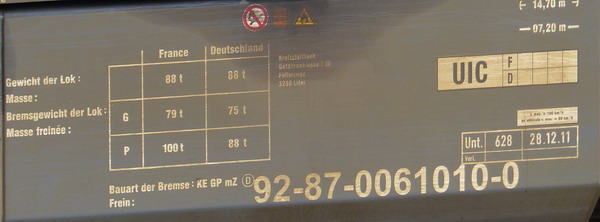 14,70 m
07,20 m
France Deutschland
Gewicht der Lok: 88 t 88 t
Masse:
Bremsgewicht der Lok: G 79 t 75 t
Masse freinée: P 100 t 88 t
Bauart der Bremse: KE GP mZ D
Frein:
92-87-0061010-0
UIC F
D
Unt. 628 28.12.11
Verl.